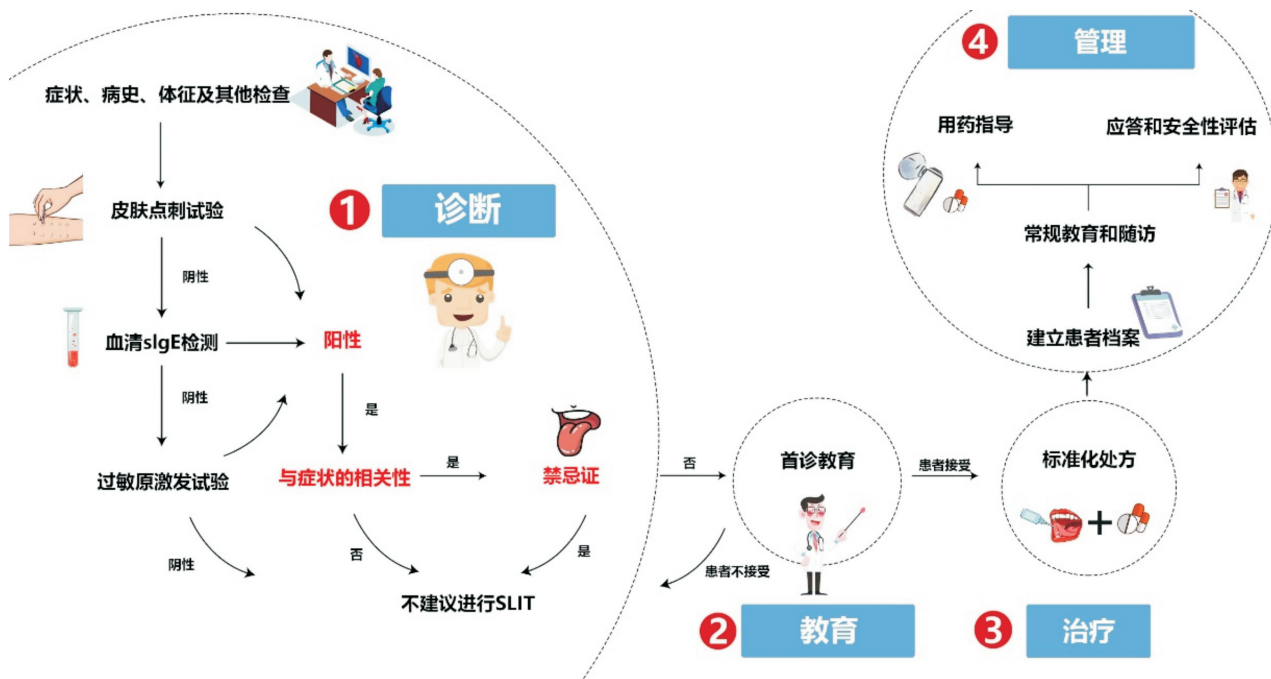 症状、病史、体征及其他检查
皮肤点刺试验
阴性
血清sIgE检测
阴性
过敏原激发试验
阴性
1 诊断
阳性
是
与症状的相关性
是
禁忌证
否
是
不建议进行SLIT
否
首诊教育
患者不接受
2 教育
患者接受
标准化处方
+
3 治疗
4 管理
用药指导
应答和安全性评估
常规教育和随访
建立患者档案